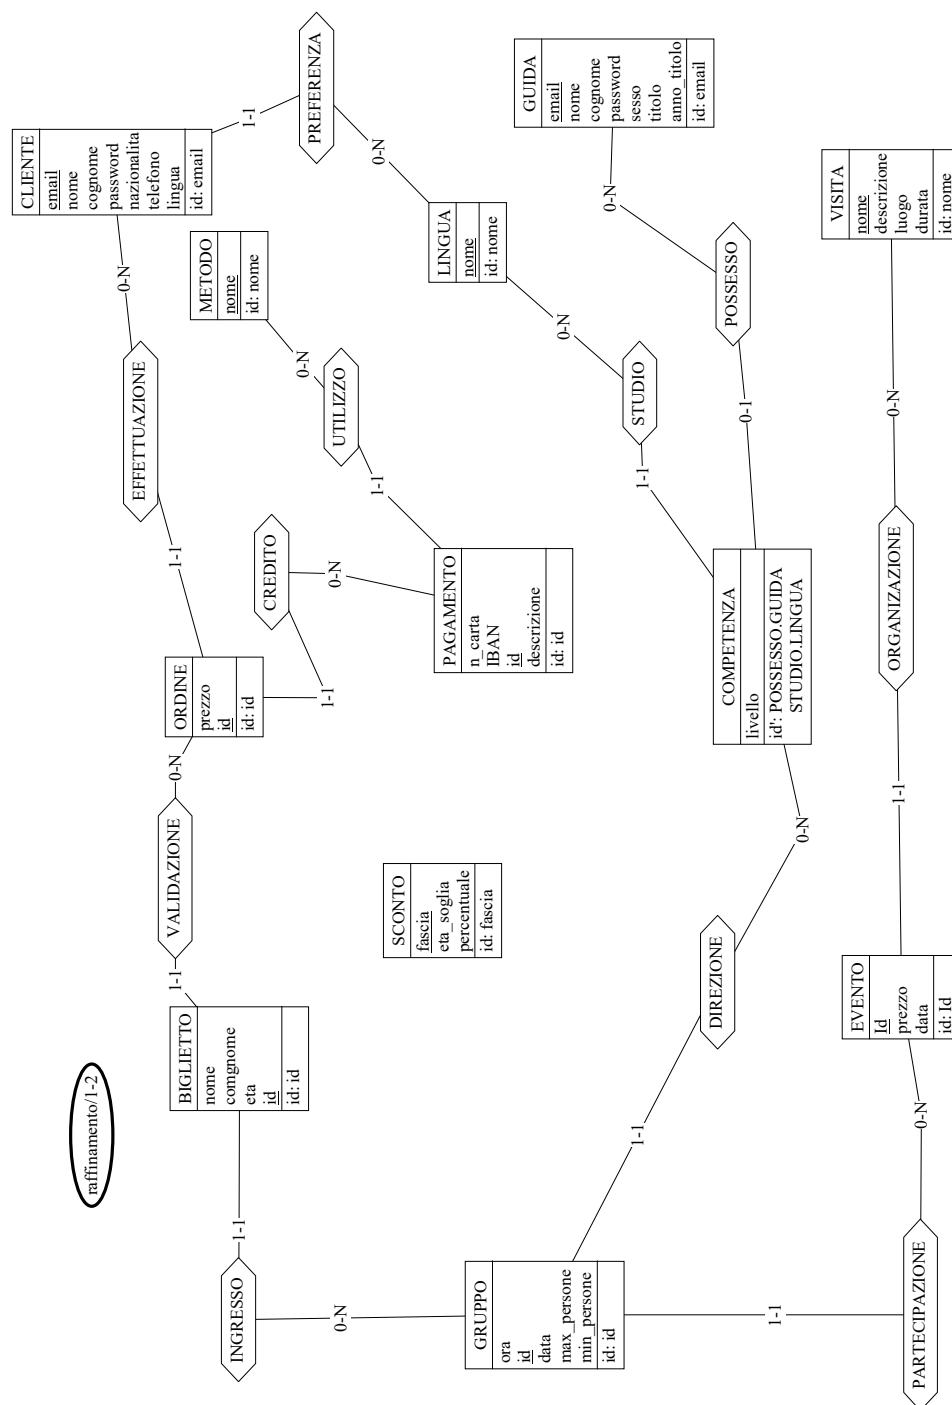 raffinamento/1-2
CLIENTE
email
nome
cognome
password
nazionalita
telefono
lingua
id: email
1-1
PREFERENZA
0-N
0-N
EFFETTUAZIONE
1-1
METODO
nome
id: nome
0-N
UTILIZZO
1-1
LINGUA
nome
id: nome
0-N
STUDIO
1-1
GUIDA
email
nome
cognome
password
sesso
titolo
anno_titolo
id: email
0-N
POSSESSO
0-1
VISITA
nome
descrizione
luogo
durata
id: nome
0-N
ORGANIZAZIONE
1-1
ORDINE
prezzo
id
id: id
1-1
CREDITO
0-N
PAGAMENTO
n_carta
IBAN
id
descrizione
id: id
COMPETENZA
livello
id': POSSESSO.GUIDA
STUDIO.LINGUA
0-N
DIREZIONE
1-1
0-N
VALIDAZIONE
1-1
BIGLIETTO
nome
comgnome
eta
id
id: id
1-1
INGRESSO
0-N
SCONTO
fascia
eta_soglia
percentuale
id: fascia
GRUPPO
ora
id
data
max_persone
min_persone
id: id
1-1
PARTECIPAZIONE
0-N
EVENTO
Id
prezzo
data
id: Id